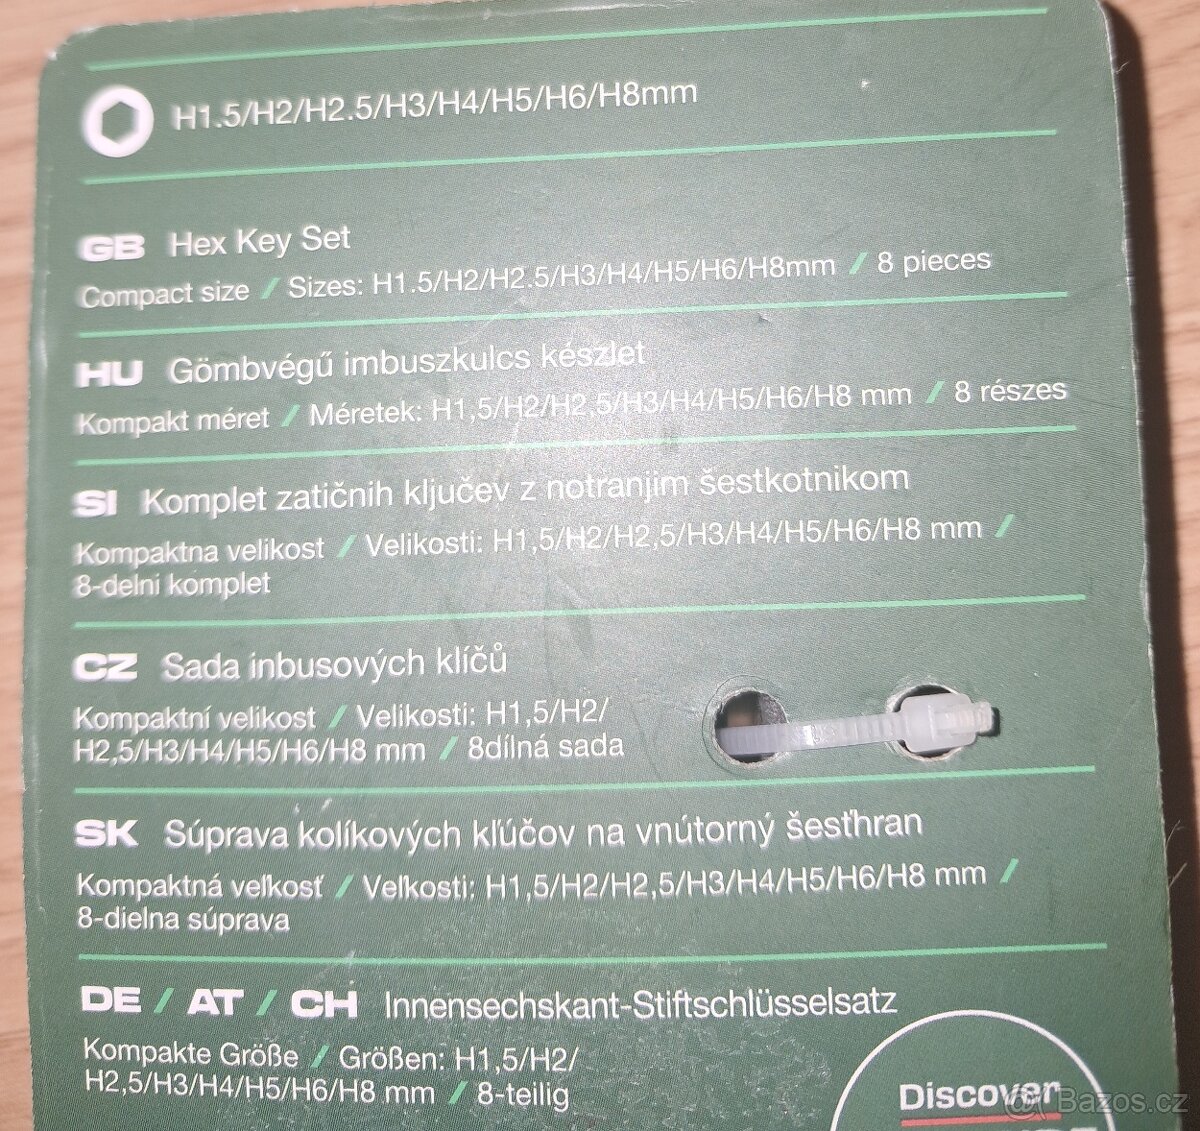 H1.5/H2/H2.5/H3/H4/H5/H6/H8mm
GB Hex Key Set
Compact size / Sizes: H1.5/H2/H2.5/H3/H4/H5/H6/H8mm / 8 pieces
HU Gömbvégű imbuszkulcs készlet
Kompakt méret / Méretek: H1,5/H2/H2,5/H3/H4/H5/H6/H8 mm / 8 részes
SI Komplet zatičnih ključev z notranjim šestkotnikom
Kompaktna velikost / Velikosti: H1,5/H2/H2,5/H3/H4/H5/H6/H8 mm /
8-delni komplet
CZ Sada inbusových klíčů
Kompaktní velikost / Velikosti: H1,5/H2/
H2,5/H3/H4/H5/H6/H8 mm / 8dílná sada
SK Súprava kolíkových kľúčov na vnútorný šesťhran
Kompaktná veľkosť / Veľkosti: H1,5/H2/H2,5/H3/H4/H5/H6/H8 mm /
8-dielna súprava
DE / AT / CH Innensechskant-Stiftschlüsselsatz
Kompakte Größe / Größen: H1,5/H2/
H2,5/H3/H4/H5/H6/H8 mm / 8-teilig
Discover
Bazos.cz